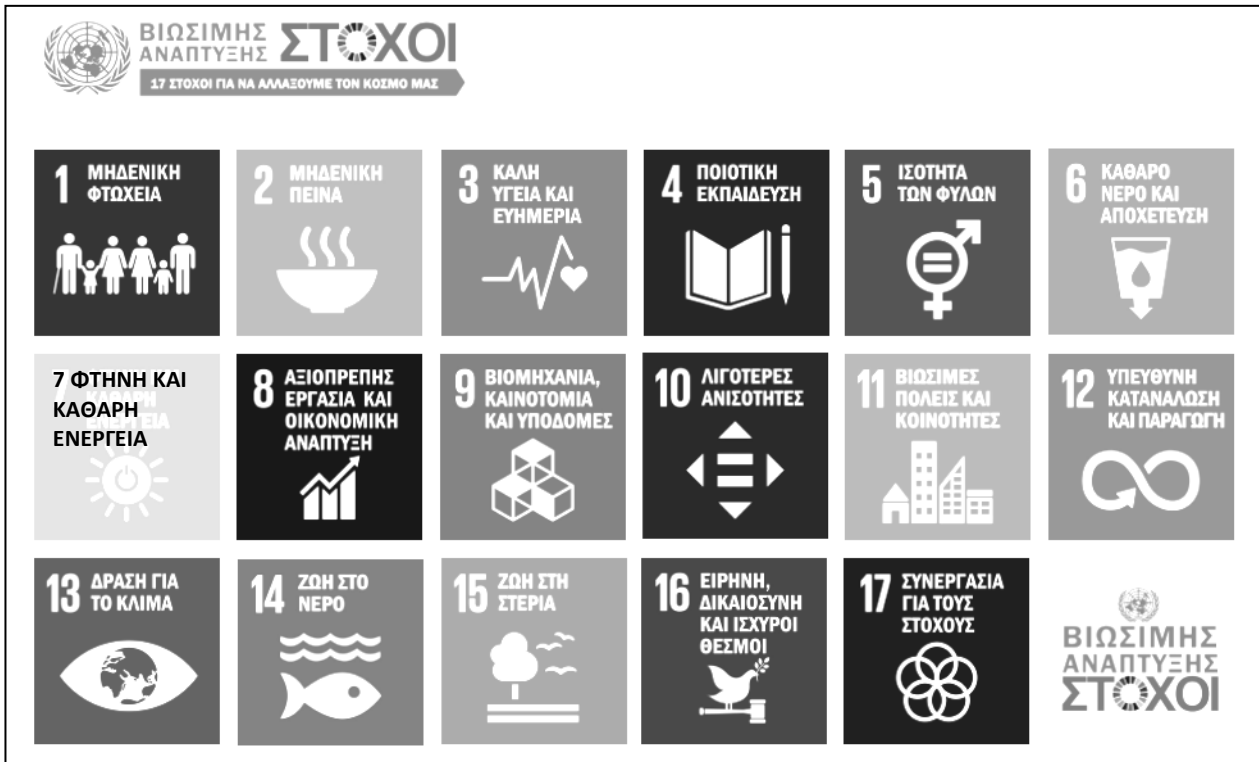 ΒΙΩΣΙΜΗΣ
ΑΝΑΠΤΥΞΗΣ
ΣΤΟΧΟΙ
17 ΣΤΟΧΟΙ ΓΙΑ ΝΑ ΑΛΛΑΞΟΥΜΕ ΤΟΝ ΚΟΣΜΟ ΜΑΣ
1 ΜΗΔΕΝΙΚΗ
ΦΤΩΧΕΙΑ
2 ΜΗΔΕΝΙΚΗ
ΠΕΙΝΑ
3 ΚΑΛΗ
ΥΓΕΙΑ ΚΑΙ
ΕΥΗΜΕΡΙΑ
4 ΠΟΙΟΤΙΚΗ
ΕΚΠΑΙΔΕΥΣΗ
5 ΙΣΟΤΗΤΑ
ΤΩΝ ΦΥΛΩΝ
6 ΚΑΘΑΡΟ
ΝΕΡΟ ΚΑΙ
ΑΠΟΧΕΤΕΥΣΗ
7 ΦΤΗΝΗ ΚΑΙ
ΚΑΘΑΡΗ
ΕΝΕΡΓΕΙΑ
8 ΑΞΙΟΠΡΕΠΗΣ
ΕΡΓΑΣΙΑ ΚΑΙ
ΟΙΚΟΝΟΜΙΚΗ
ΑΝΑΠΤΥΞΗ
9 ΒΙΟΜΗΧΑΝΙΑ,
ΚΑΙΝΟΤΟΜΙΑ
ΚΑΙ ΥΠΟΔΟΜΕΣ
10 ΛΙΓΟΤΕΡΕΣ
ΑΝΙΣΟΤΗΤΕΣ
11 ΒΙΩΣΙΜΕΣ
ΠΟΛΕΙΣ ΚΑΙ
ΚΟΙΝΟΤΗΤΕΣ
12 ΥΠΕΥΘΥΝΗ
ΚΑΤΑΝΑΛΩΣΗ
ΚΑΙ ΠΑΡΑΓΩΓΗ
13 ΔΡΑΣΗ ΓΙΑ
ΤΟ ΚΛΙΜΑ
14 ΖΩΗ ΣΤΟ
ΝΕΡΟ
15 ΖΩΗ ΣΤΗ
ΣΤΕΡΙΑ
16 ΕΙΡΗΝΗ,
ΔΙΚΑΙΟΣΥΝΗ
ΚΑΙ ΙΣΧΥΡΟΙ
ΘΕΣΜΟΙ
17 ΣΥΝΕΡΓΑΣΙΑ
ΓΙΑ ΤΟΥΣ
ΣΤΟΧΟΥΣ
ΒΙΩΣΙΜΗΣ
ΑΝΑΠΤΥΞΗΣ
ΣΤΟΧΟΙ